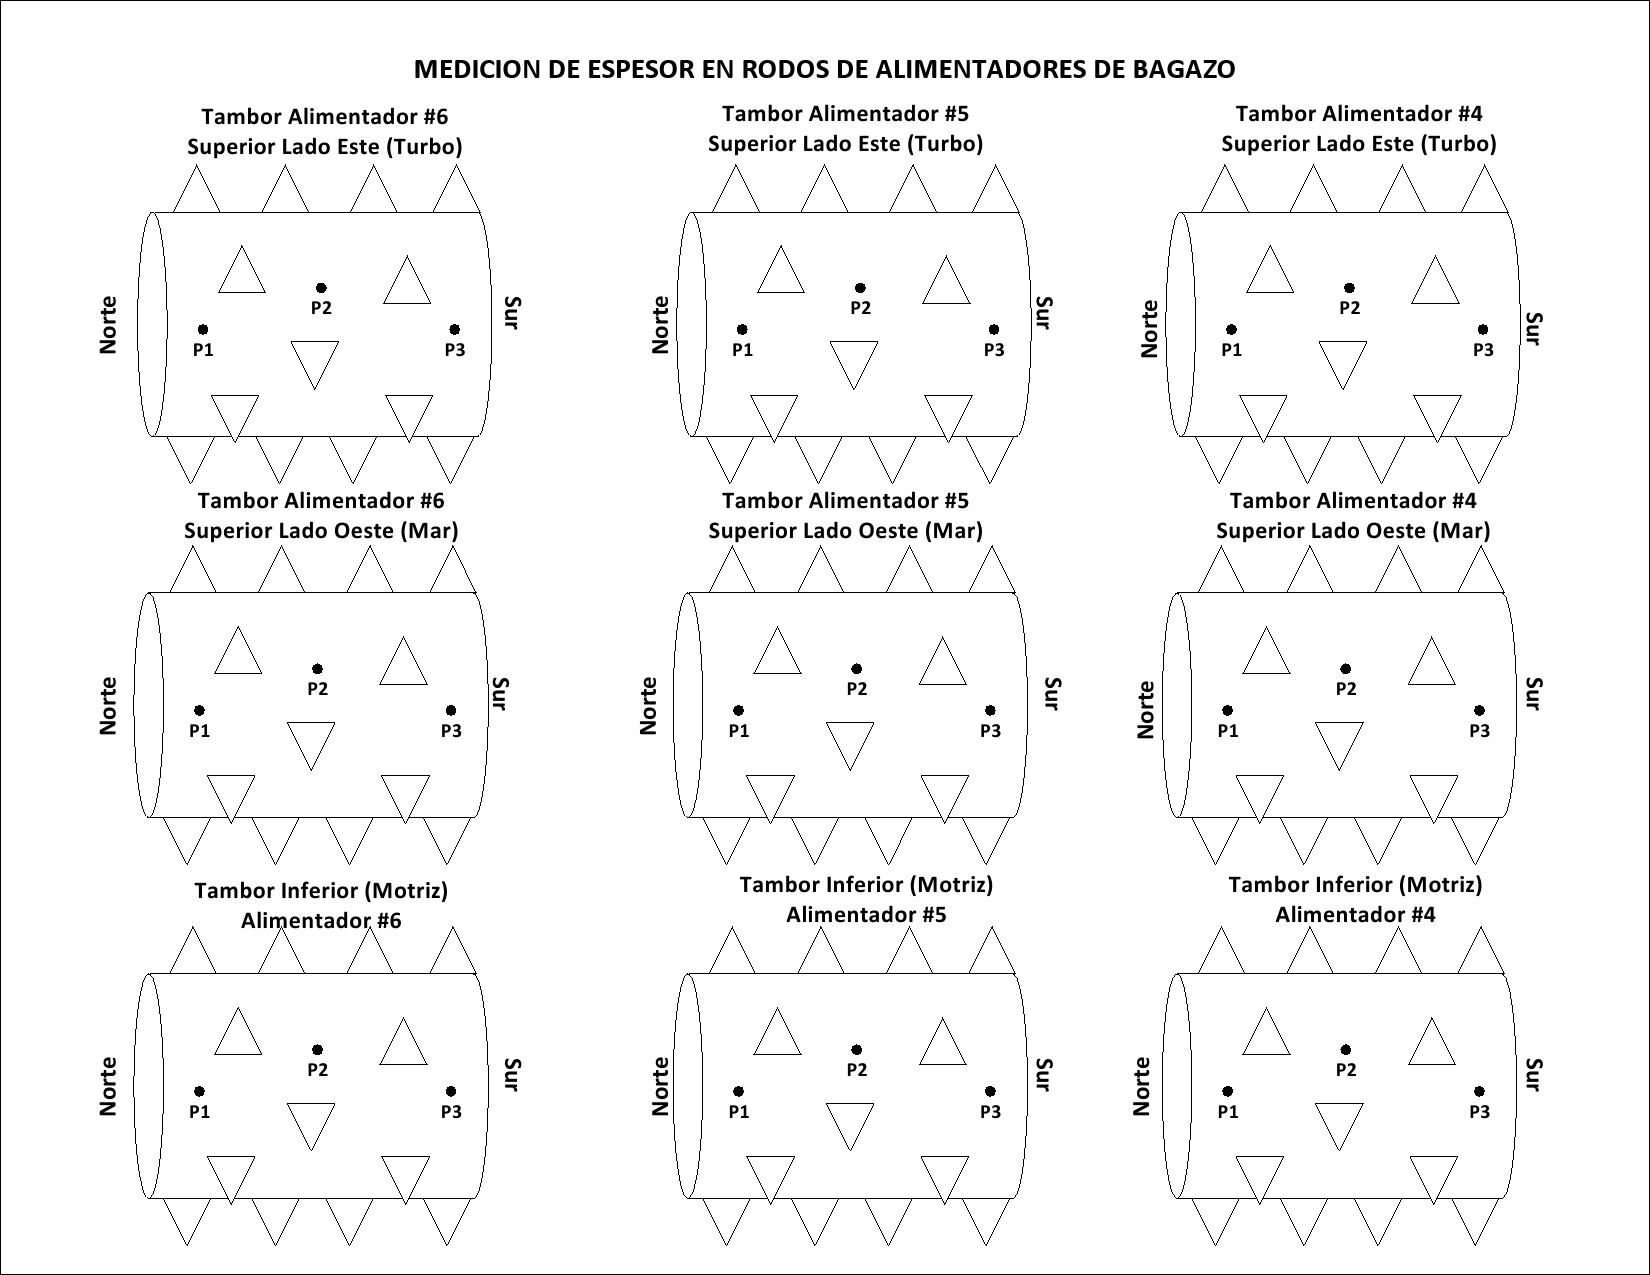 MEDICION DE ESPESOR EN RODOS DE ALIMENTADORES DE BAGAZO
Tambor Alimentador #6
Superior Lado Este (Turbo)
Norte
P1
P2
P3
Sur
Tambor Alimentador #5
Superior Lado Este (Turbo)
Norte
P1
P2
P3
Sur
Tambor Alimentador #4
Superior Lado Este (Turbo)
Norte
P1
P2
P3
Sur
Tambor Alimentador #6
Superior Lado Oeste (Mar)
Norte
P1
P2
P3
Sur
Tambor Alimentador #5
Superior Lado Oeste (Mar)
Norte
P1
P2
P3
Sur
Tambor Alimentador #4
Superior Lado Oeste (Mar)
Norte
P1
P2
P3
Sur
Tambor Inferior (Motriz)
Alimentador #6
Norte
P1
P2
P3
Sur
Tambor Inferior (Motriz)
Alimentador #5
Norte
P1
P2
P3
Sur
Tambor Inferior (Motriz)
Alimentador #4
Norte
P1
P2
P3
Sur